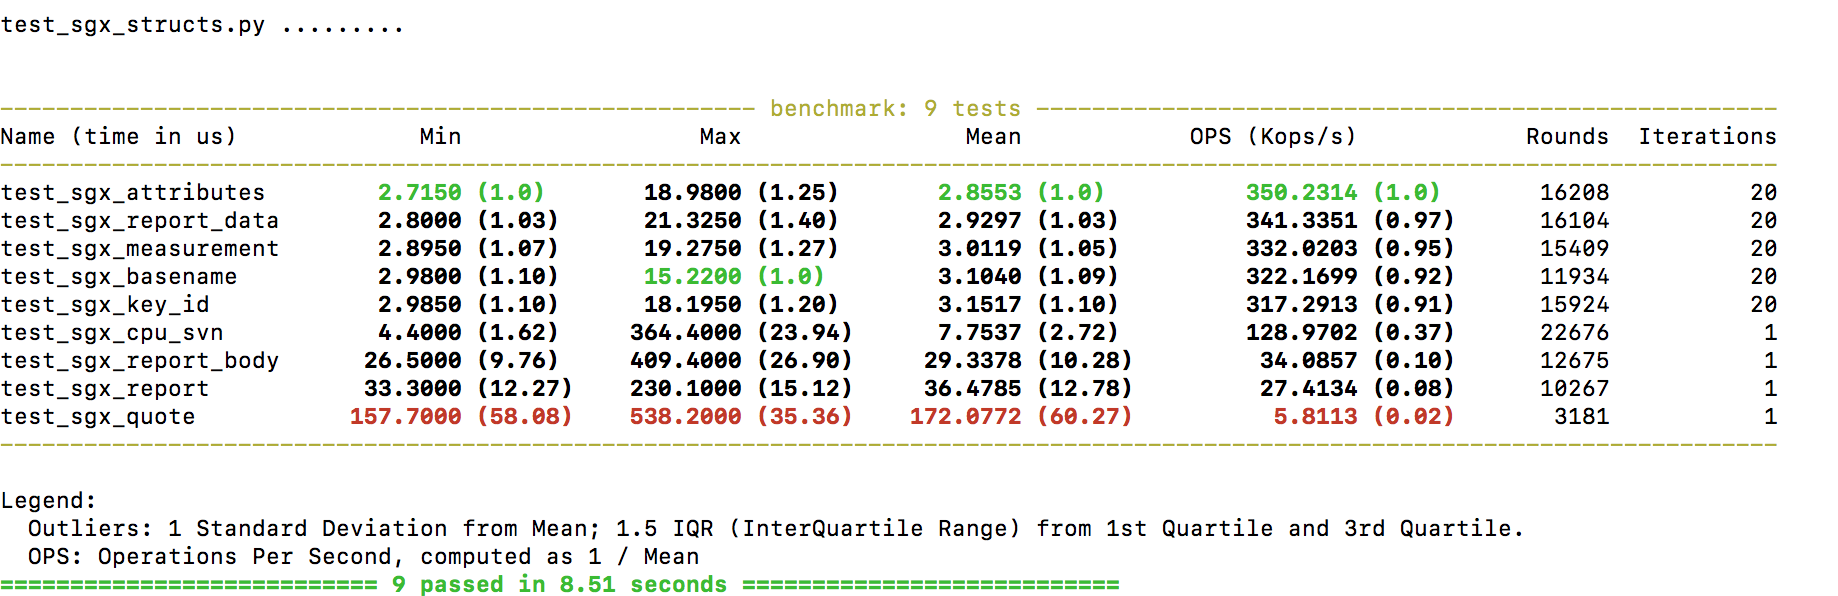 test_sgx_structs.py .........
------------------------------------------------------ benchmark: 9 tests -----------------------------------------------------
Name (time in us)             Min                 Max                Mean            OPS (Kops/s)            Rounds  Iterations
-------------------------------------------------------------------------------------------------------------------------------
test_sgx_attributes        2.7150 (1.0)       18.9800 (1.25)       2.8553 (1.0)          350.2314 (1.0)       16208          20
test_sgx_report_data       2.8000 (1.03)      21.3250 (1.40)       2.9297 (1.03)         341.3351 (0.97)      16104          20
test_sgx_measurement       2.8950 (1.07)      19.2750 (1.27)       3.0119 (1.05)         332.0203 (0.95)      15409          20
test_sgx_basename          2.9800 (1.10)      15.2200 (1.0)        3.1040 (1.09)         322.1699 (0.92)      11934          20
test_sgx_key_id            2.9850 (1.10)      18.1950 (1.20)       3.1517 (1.10)         317.2913 (0.91)      15924          20
test_sgx_cpu_svn           4.4000 (1.62)     364.4000 (23.94)      7.7537 (2.72)         128.9702 (0.37)      22676           1
test_sgx_report_body      26.5000 (9.76)     409.4000 (26.90)     29.3378 (10.28)         34.0857 (0.10)      12675           1
test_sgx_report           33.3000 (12.27)    230.1000 (15.12)     36.4785 (12.78)         27.4134 (0.08)      10267           1
test_sgx_quote           157.7000 (58.08)    538.2000 (35.36)    172.0772 (60.27)          5.8113 (0.02)       3181           1
-------------------------------------------------------------------------------------------------------------------------------
Legend:
  Outliers: 1 Standard Deviation from Mean; 1.5 IQR (InterQuartile Range) from 1st Quartile and 3rd Quartile.
  OPS: Operations Per Second, computed as 1 / Mean
=========================== 9 passed in 8.51 seconds ===========================